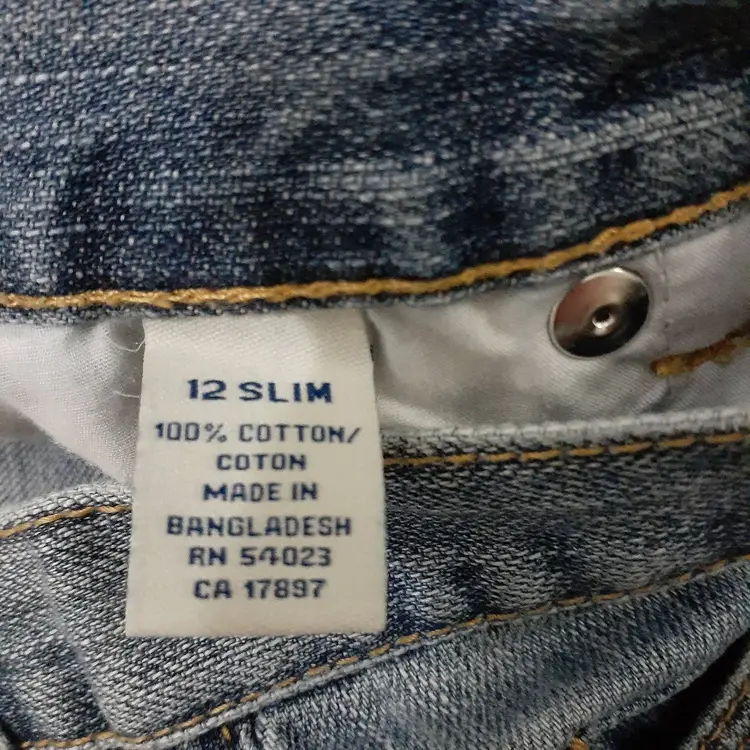 12 SLIM
100% COTTON/
COTON
MADE IN
BANGLADESH
RN 54023
CA 17897